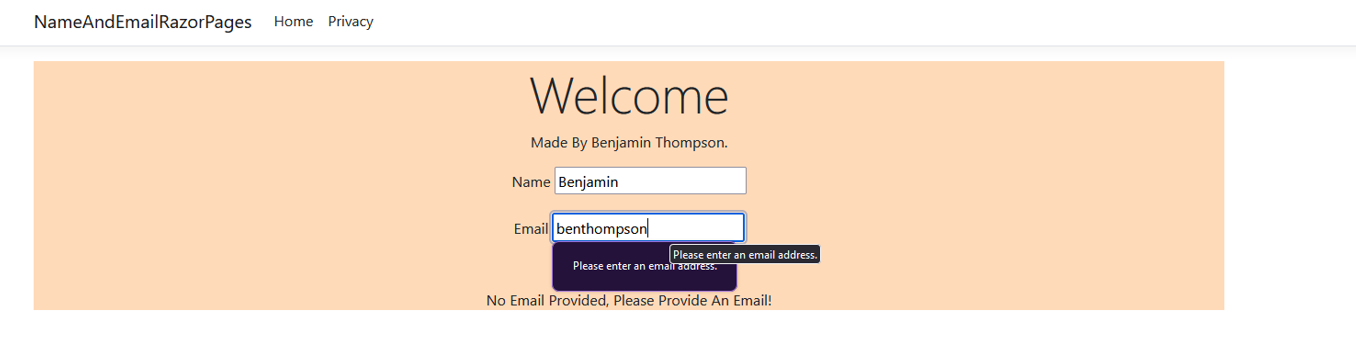 NameAndEmailRazorPages Home Privacy
Welcome
Made By Benjamin Thompson.
Name Benjamin
Email benthompson
Please enter an email address.
Please enter an email address.
No Email Provided, Please Provide An Email!